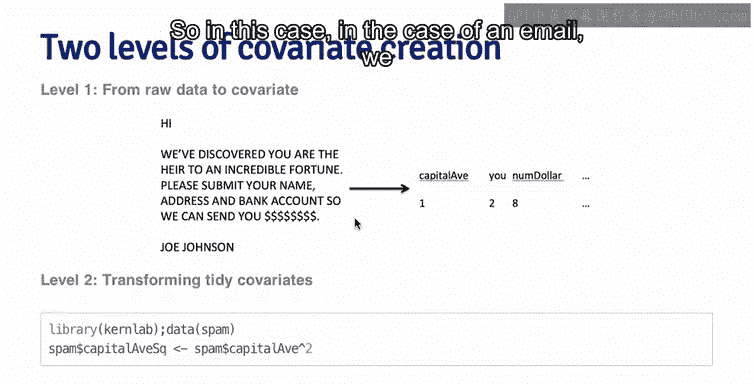 So in this case, in the case of an email,
we
Two levels of covariate creation
Level 1: From raw data to covariate
HI
WE'VE DISCOVERED YOU ARE THE
HEIR TO AN INCREDIBLE FORTUNE.
PLEASE SUBMIT YOUR NAME,
ADDRESS AND BANK ACCOUNT SO
WE CAN SEND YOU $$$$$$$$.
JOE JOHNSON
capitalAve you numDollar ...
1 2 8 ...
Level 2: Transforming tidy covariates
library(kernlab);data(spam)
spam$capitalAveSq <- spam$capitalAve^2